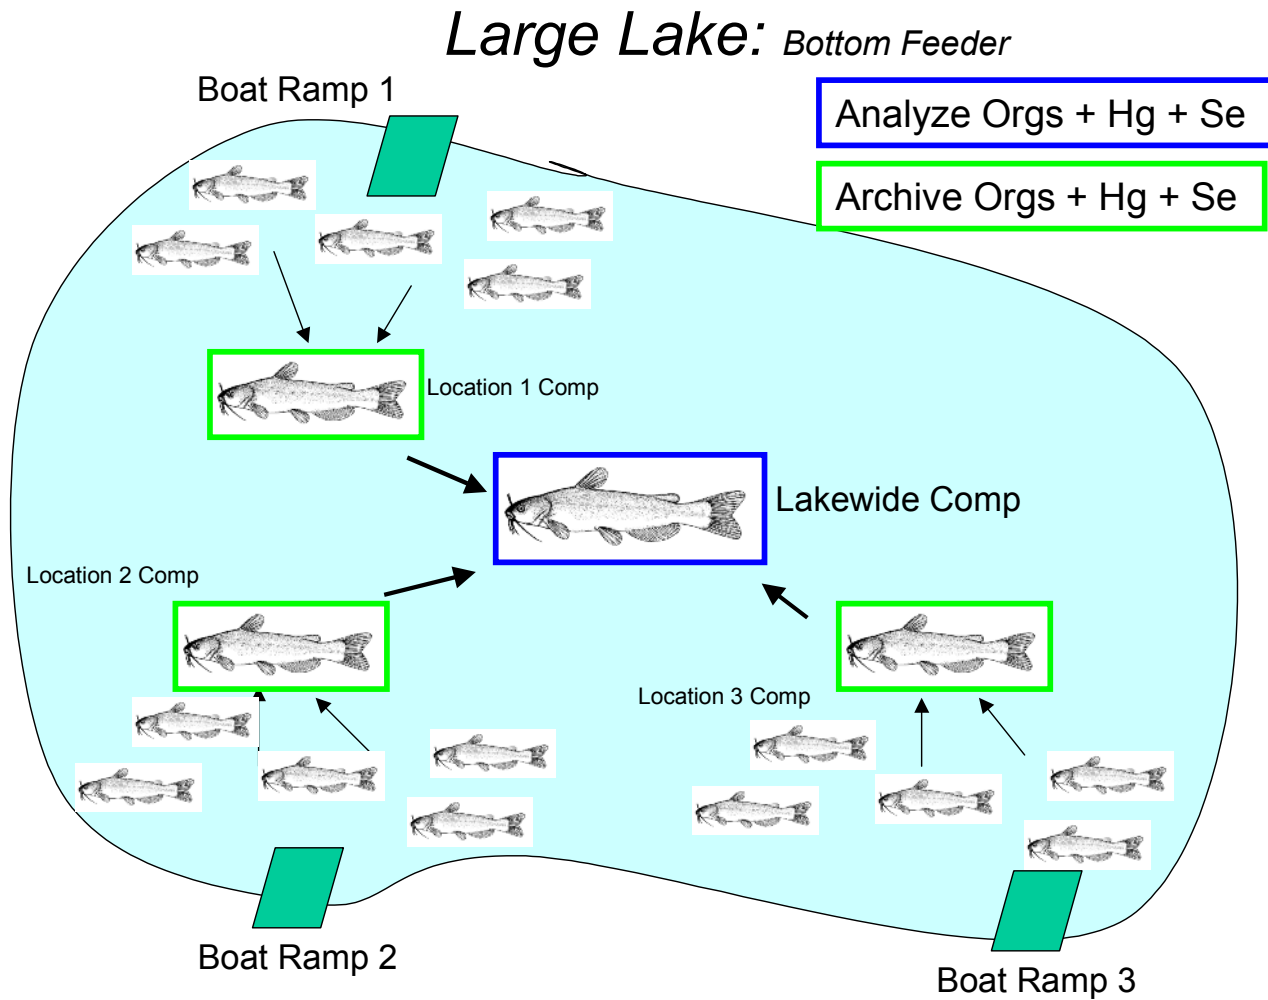 Large Lake: Bottom Feeder
Boat Ramp 1
Analyze Orgs + Hg + Se
Archive Orgs + Hg + Se
Location 1 Comp
Lakewide Comp
Location 2 Comp
Location 3 Comp
Boat Ramp 2
Boat Ramp 3